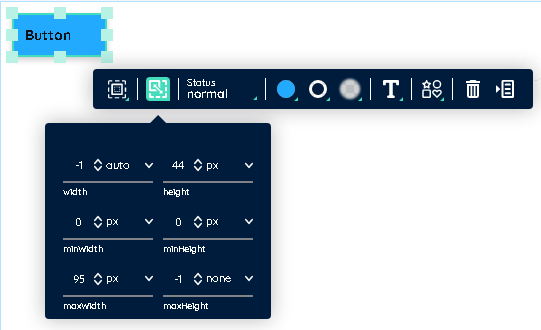 Button
Status
normal
T
-1 auto 44 px
width height
0 px 0 px
minWidth minHeight
95 px -1 none
maxWidth maxHeight